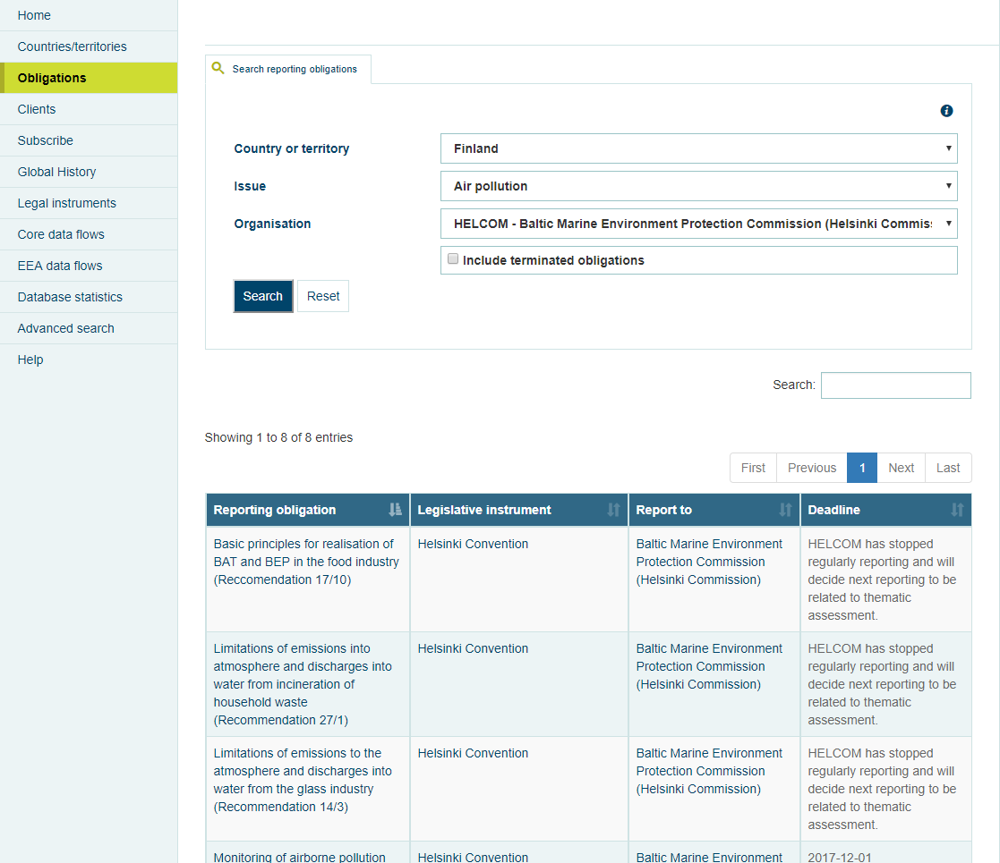 Home
Countries/territories
Obligations
Clients
Subscribe
Global History
Legal instruments
Core data flows
EEA data flows
Database statistics
Advanced search
Help
Search reporting obligations
Country or territory
Finland
Issue
Air pollution
Organisation
HELCOM - Baltic Marine Environment Protection Commission (Helsinki Commis
Include terminated obligations
Search
Reset
Search:
Showing 1 to 8 of 8 entries
First Previous 1 Next Last
Reporting obligation Legislative instrument Report to Deadline
Basic principles for realisation of
BAT and BEP in the food industry
(Reccomendation 17/10)
Helsinki Convention
Baltic Marine Environment
Protection Commission
(Helsinki Commission)
HELCOM has stopped
regularly reporting and will
decide next reporting to be
related to thematic
assessment.
Limitations of emissions into
atmosphere and discharges into
water from incineration of
household waste
(Recommendation 27/1)
Helsinki Convention
Baltic Marine Environment
Protection Commission
(Helsinki Commission)
HELCOM has stopped
regularly reporting and will
decide next reporting to be
related to thematic
assessment.
Limitations of emissions to the
atmosphere and discharges into
water from the glass industry
(Recommendation 14/3)
Helsinki Convention
Baltic Marine Environment
Protection Commission
(Helsinki Commission)
HELCOM has stopped
regularly reporting and will
decide next reporting to be
related to thematic
assessment.
Monitoring of airborne pollution
Helsinki Convention
Baltic Marine Environment
2017-12-01